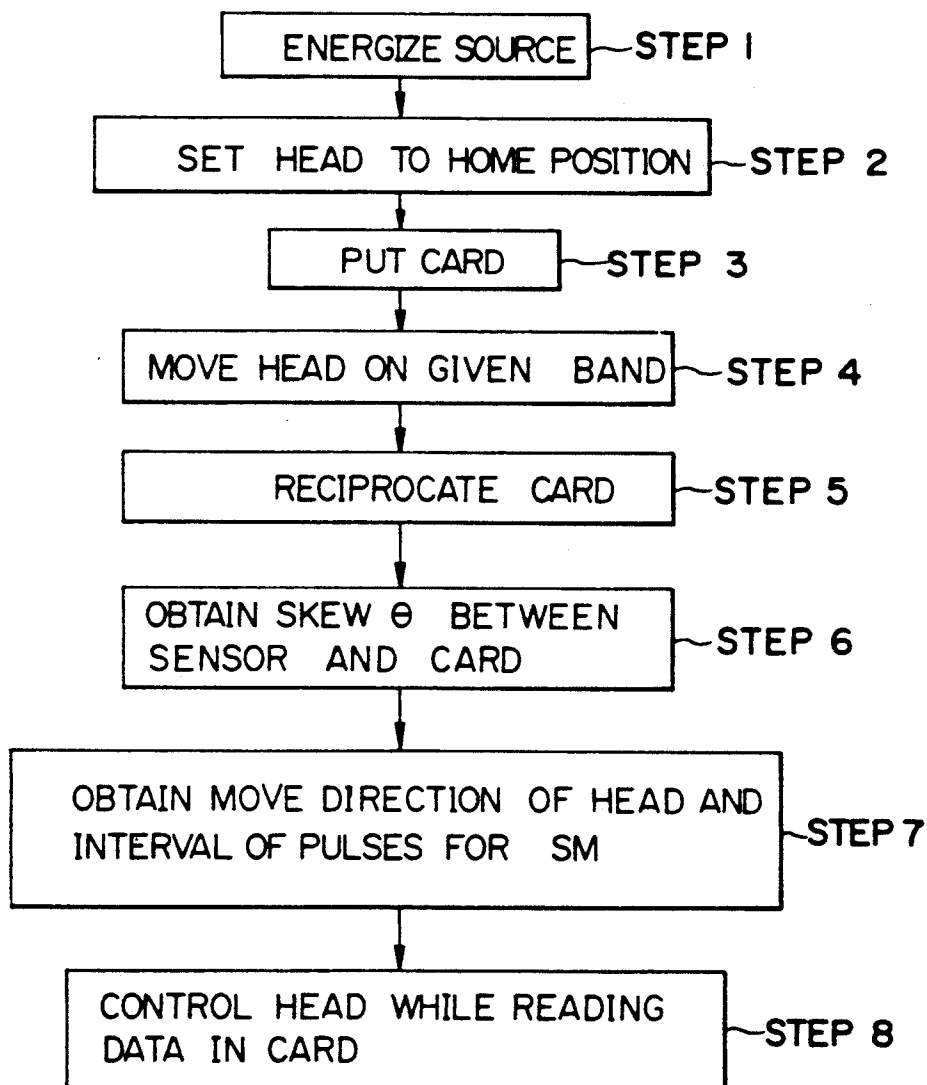 ENERGIZE SOURCE STEP 1
SET HEAD TO HOME POSITION STEP 2
PUT CARD STEP 3
MOVE HEAD ON GIVEN BAND STEP 4
RECIPROCATE CARD STEP 5
OBTAIN SKEW θ BETWEEN
SENSOR AND CARD
STEP 6
OBTAIN MOVE DIRECTION OF HEAD AND
INTERVAL OF PULSES FOR SM
STEP 7
CONTROL HEAD WHILE READING
DATA IN CARD
STEP 8